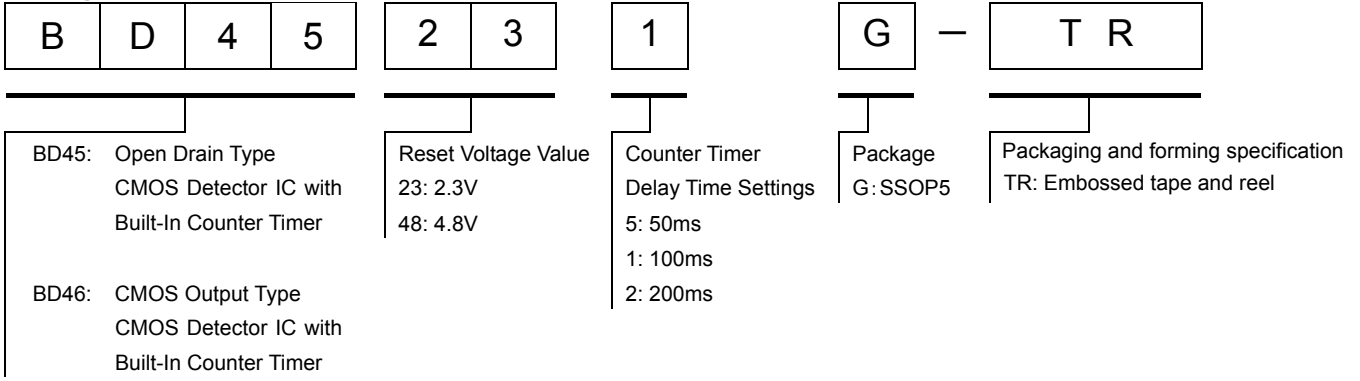 B D 4 5 2 3 1 G － T R
BD45: Open Drain Type
CMOS Detector IC with
Built-In Counter Timer
BD46: CMOS Output Type
CMOS Detector IC with
Built-In Counter Timer
Reset Voltage Value
23: 2.3V
48: 4.8V
Counter Timer
Delay Time Settings
5: 50ms
1: 100ms
2: 200ms
Package
G:SSOP5
Packaging and forming specification
TR: Embossed tape and reel